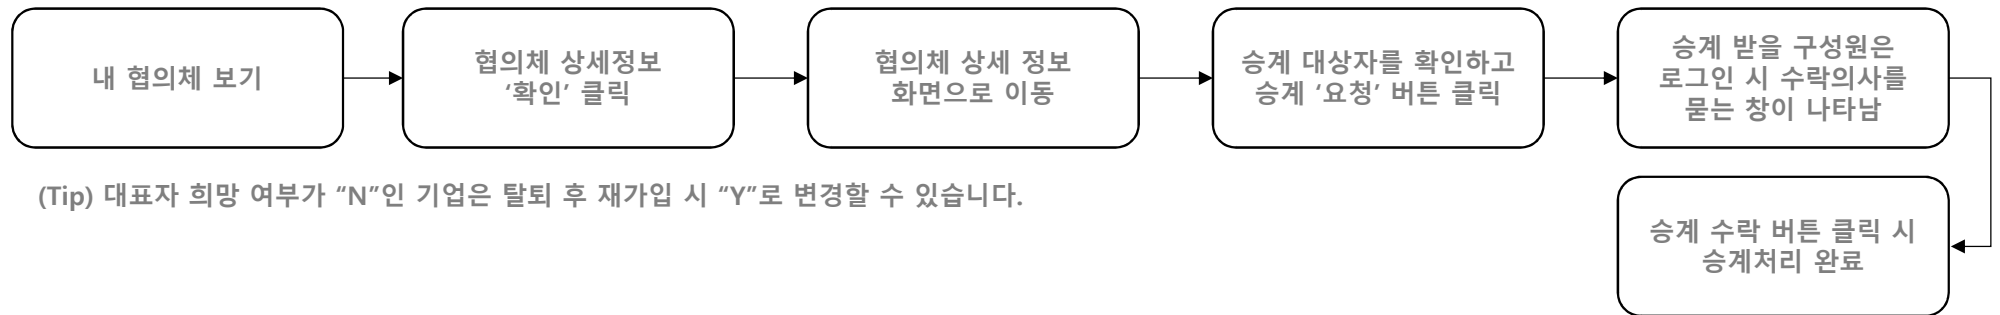 내 협의체 보기
협의체 상세정보
‘확인’ 클릭
협의체 상세 정보
화면으로 이동
승계 대상자를 확인하고
승계 ‘요청’ 버튼 클릭
승계 받을 구성원은
로그인 시 수락의사를
묻는 창이 나타남
승계 수락 버튼 클릭 시
승계처리 완료
(Tip) 대표자 희망 여부가 “N”인 기업은 탈퇴 후 재가입 시 “Y”로 변경할 수 있습니다.